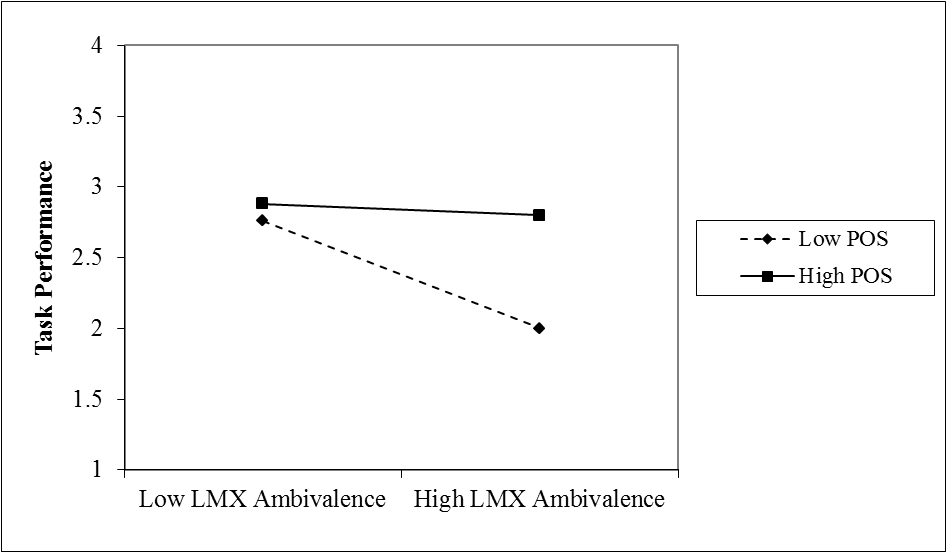 4
3.5
3
2.5
2
1.5
1
Task Performance
Low LMX Ambivalence
High LMX Ambivalence
Low POS
High POS